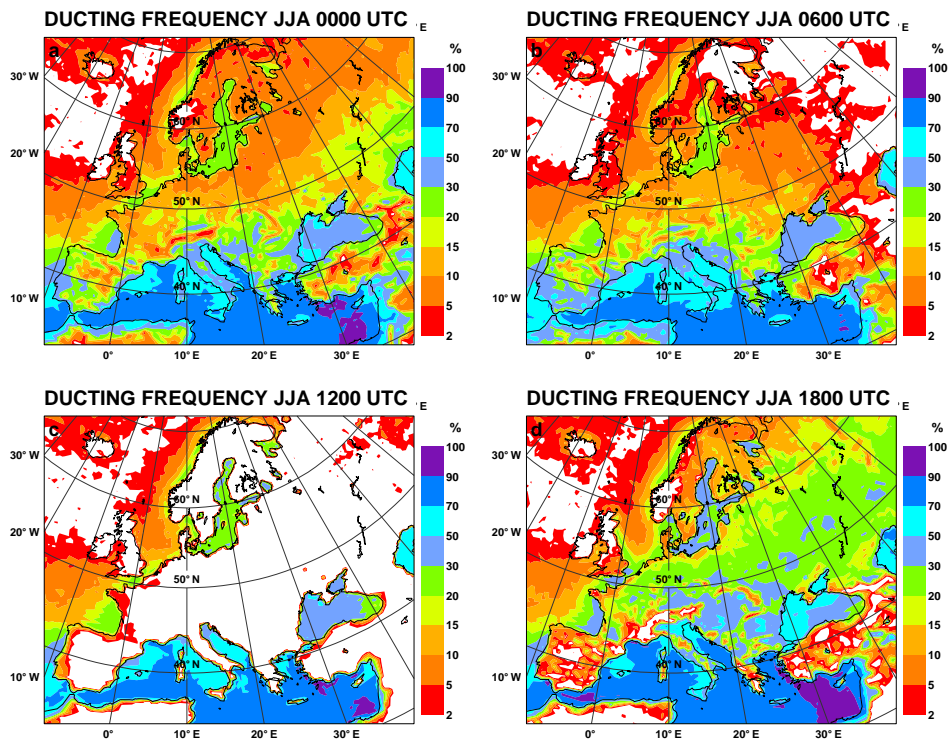 DUCTING FREQUENCY JJA 0000 UTC
E
a
%
100
90
70
50
30
20
15
10
5
2
30° W
20° W
10° W
0°
10° E
20° E
30° E
60° N
50° N
40° N
DUCTING FREQUENCY JJA 0600 UTC
E
b
%
100
90
70
50
30
20
15
10
5
2
30° W
20° W
10° W
0°
10° E
20° E
30° E
60° N
50° N
40° N
DUCTING FREQUENCY JJA 1200 UTC
E
c
%
100
90
70
50
30
20
15
10
5
2
30° W
20° W
10° W
0°
10° E
20° E
30° E
60° N
50° N
40° N
DUCTING FREQUENCY JJA 1800 UTC
E
d
%
100
90
70
50
30
20
15
10
5
2
30° W
20° W
10° W
0°
10° E
20° E
30° E
60° N
50° N
40° N